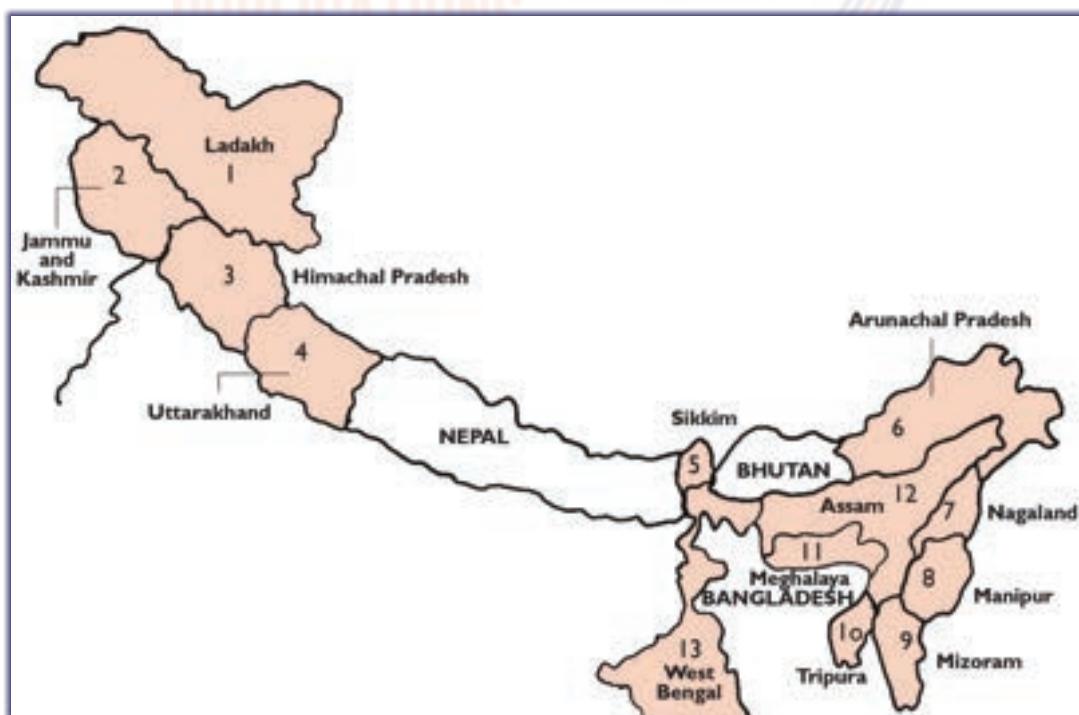 Ladakh
1
2
Jammu
and
Kashmir
3
Himachal Pradesh
4
Uttarakhand
NEPAL
Sikkim
5
BHUTAN
Arunachal Pradesh
6
12
Assam
7
Nagaland
11
Meghalaya
BANGLADESH
8
Manipur
10
Tripura
9
Mizoram
13
West
Bengal